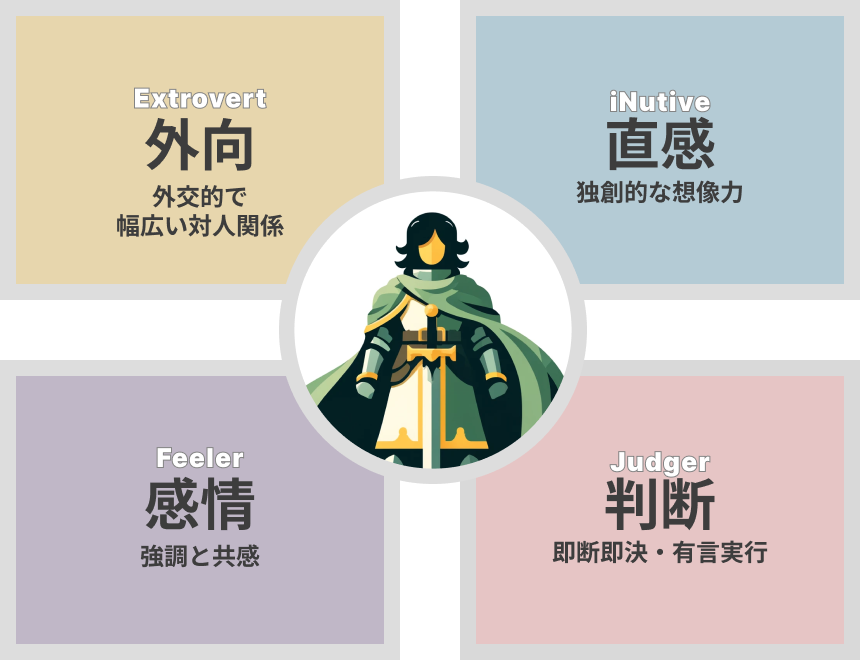 Extrovert
外向
外交的で
幅広い対人関係
iNutive
直感
独創的な想像力
Feeler
感情
強調と共感
Judger
判断
即断即決・有言実行